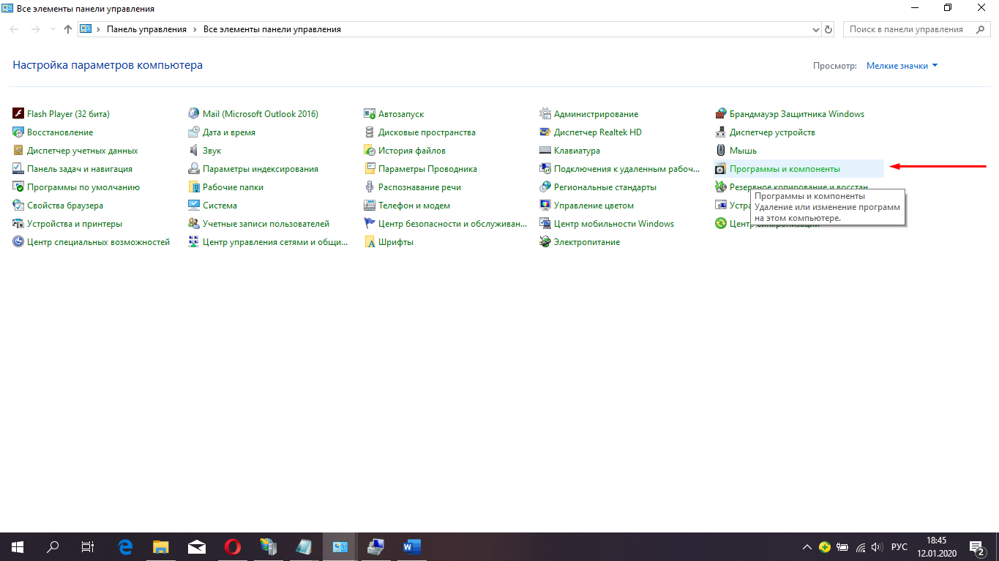 Все элементы панели управления
Панель управления
Все элементы панели управления
Поиск в панели управления
Настройка параметров компьютера
Просмотр:
Мелкие значки
Flash Player (32 бита)
Mail (Microsoft Outlook 2016)
Автозапуск
Администрирование
Брандмауэр Защитника Windows
Восстановление
Дата и время
Дисковые пространства
Диспетчер Realtek HD
Диспетчер устройств
Диспетчер учетных данных
Звук
История файлов
Клавиатура
Мышь
Панель задач и навигация
Параметры индексирования
Параметры Проводника
Подключения к удаленным рабоч...
Программы и компоненты
Программы по умолчанию
Рабочие папки
Распознавание речи
Региональные стандарты
Резервное копирование и восстан...
Программы и компоненты
Удаление или изменение программ
на этом компьютере.
Свойства браузера
Система
Телефон и модем
Управление цветом
Устра
Устройства и принтеры
Учетные записи пользователей
Центр безопасности и обслуживан...
Центр мобильности Windows
Центр синхронизации
Центр специальных возможностей
Центр управления сетями и общи...
Шрифты
Электропитание
РУС
18:45
12.01.2020
2